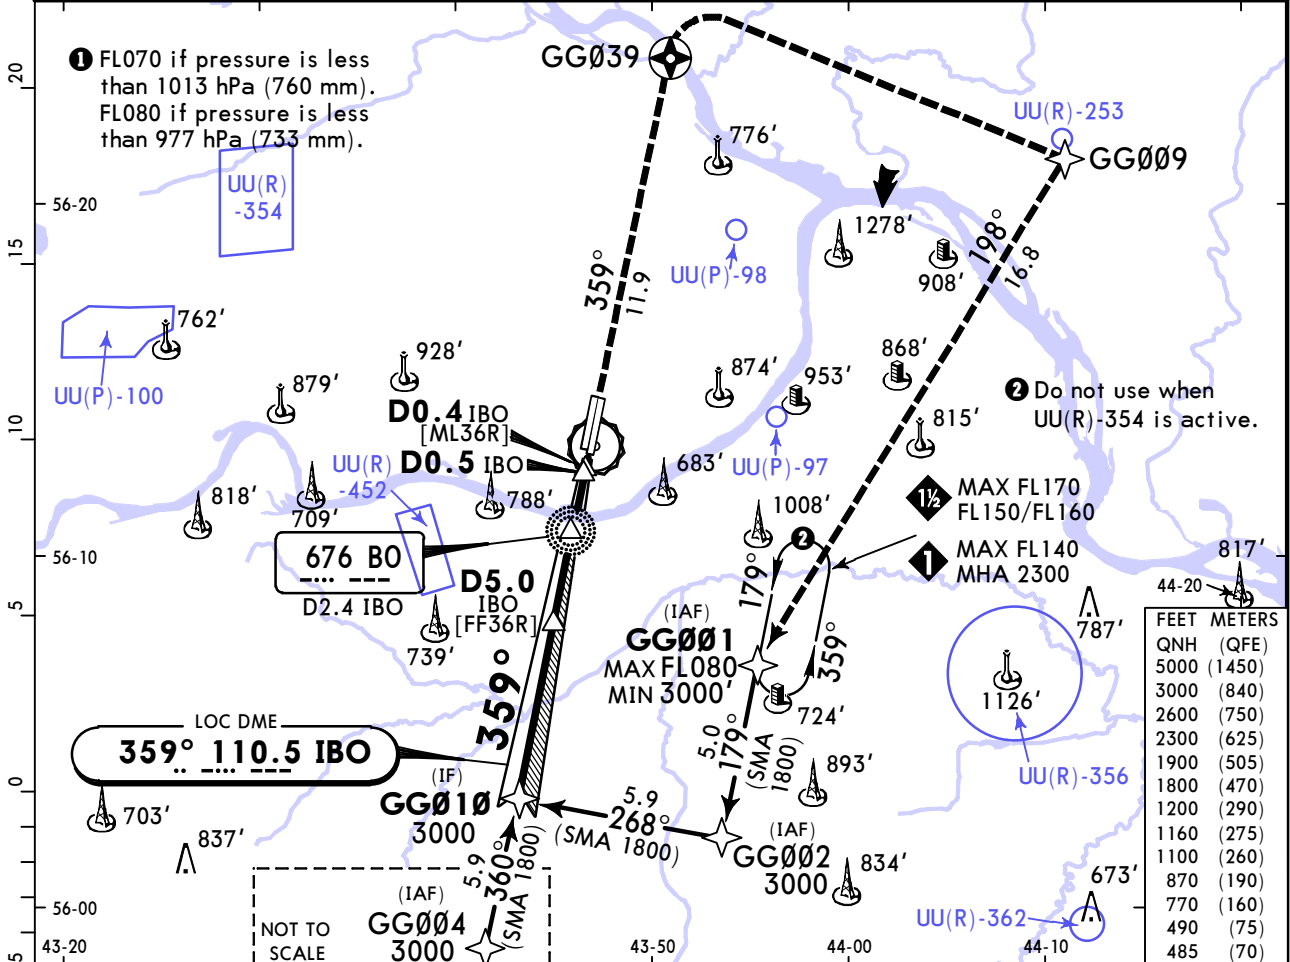 ❶ FL070 if pressure is less
than 1013 hPa (760 mm).
FL080 if pressure is less
than 977 hPa (733 mm).
GGØ39
776'
UU(R)-253
GG009
20
UU(R)
-354
56-20
15
UU(P)-98
1278'
908'
198°
16.8
359°
11.9
762'
UU(P)-100
879'
928'
874'
953'
868'
815'
❷ Do not use when
UU(R)-354 is active.
10
D0.4 IBO
[ML36R]
D0.5 IBO
UU(R)
-452
818'
709'
788'
683'
UU(P)-97
1008'
1½
MAX FL170
FL150/FL160
1
MAX FL140
MHA 2300
56-10
676 BO
D2.4 IBO
D5.0
IBO
[FF36R]
739'
2
179°
359°
(IAF)
GGØØ1
MAX FL080
MIN 3000'
724'
817'
44-20
787'
5
1126'
UU(R)-356
359°
LOC DME
359° 110.5 IBO
(IF)
GGØ1Ø
3000
5.0
179°
(SMA
1800)
893'
0
703'
837'
5.9
268°
(SMA 1800)
(IAF)
GGØØ2
3000
834'
5.9
360°
(SMA 1800)
(IAF)
GGØØ4
3000
NOT TO
SCALE
673'
UU(R)-362
56-00
5
43-20
43-50
44-00
44-10
FEET METERS
QNH (QFE)
5000 (1450)
3000 (840)
2600 (750)
2300 (625)
1900 (505)
1800 (470)
1200 (290)
1160 (275)
1100 (260)
870 (190)
770 (160)
490 (75)
485 (70)